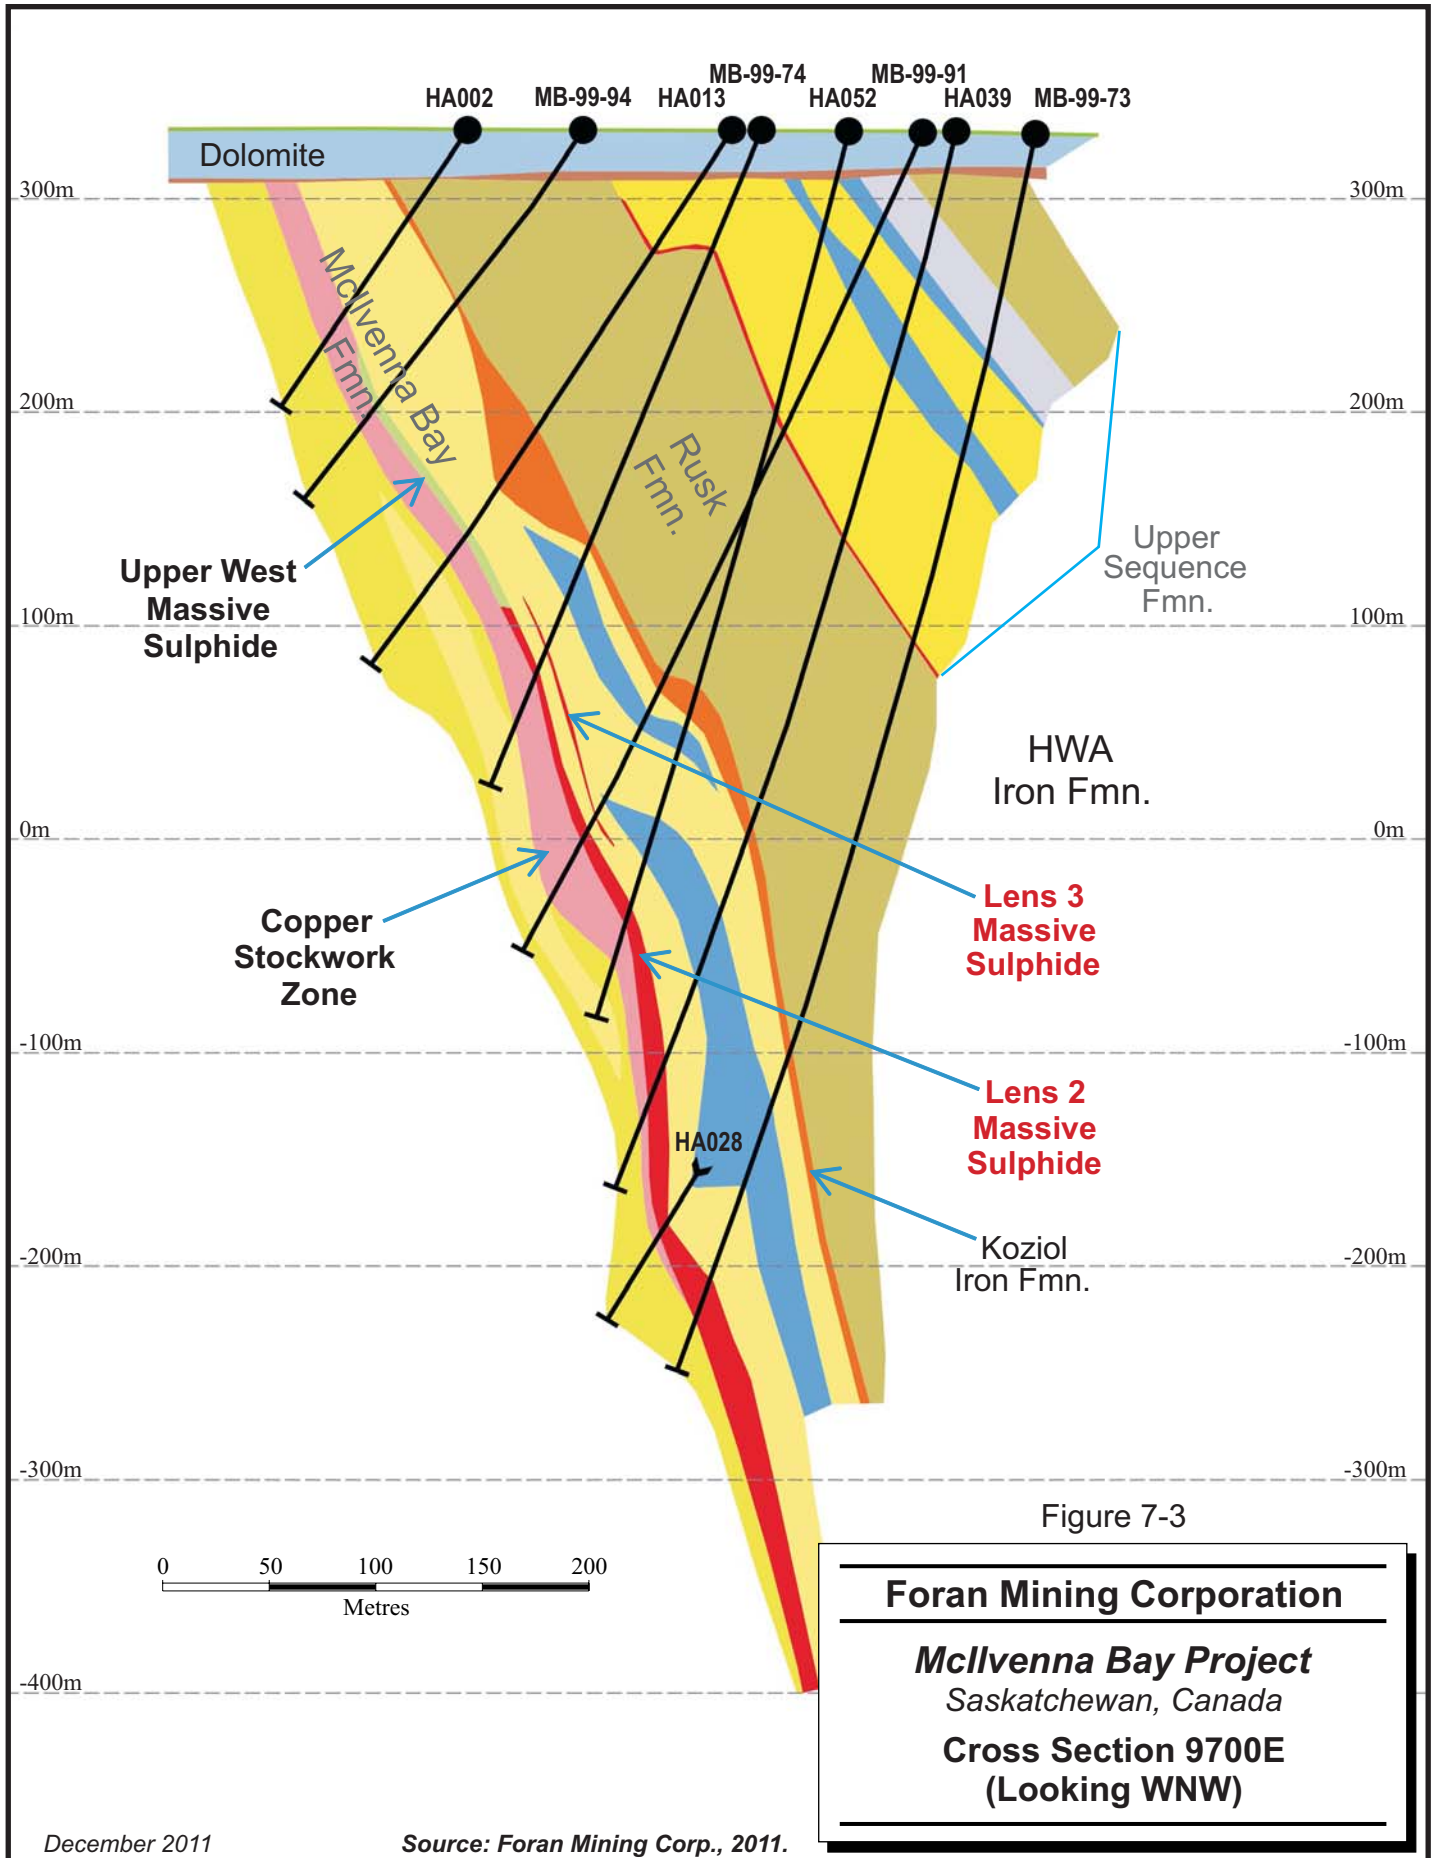 MB-99-74
MB-99-91
HA002
MB-99-94
HA013
HA052
HA039
MB-99-73
Dolomite
300m
300m
McIlvenna Bay
Fmn.
200m
200m
Rusk
Fmn.
Upper West
Massive
Sulphide
Upper
Sequence
Fmn.
100m
100m
HWA
Iron Fmn.
0m
0m
Copper
Stockwork
Zone
Lens 3
Massive
Sulphide
-100m
-100m
Lens 2
Massive
Sulphide
HA028
Koziol
Iron Fmn.
-200m
-200m
-300m
-300m
Figure 7-3
0 50 100 150 200
Metres
Foran Mining Corporation
McIlvenna Bay Project
Saskatchewan, Canada
Cross Section 9700E
(Looking WNW)
-400m
December 2011
Source: Foran Mining Corp., 2011.